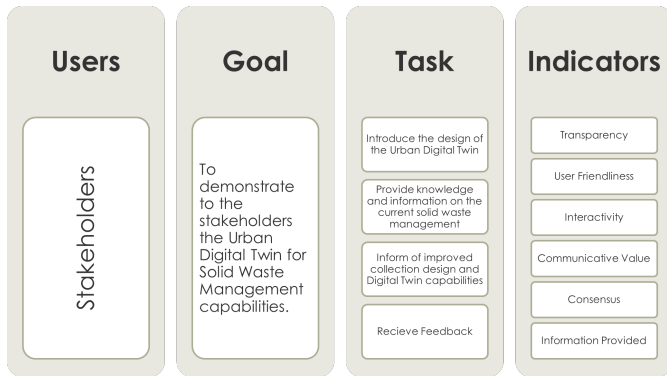 Users
Stakeholders
Goal
To
demonstrate
to the
stakeholders
the Urban
Digital Twin for
Solid Waste
Management
capabilities.
Task
Introduce the design of
the Urban Digital Twin
Provide knowledge
and information on the
current solid waste
management
Inform of improved
collection design and
Digital Twin capabilities
Recieve Feedback
Indicators
Transparency
User Friendliness
Interactivity
Communicative Value
Consensus
Information Provided